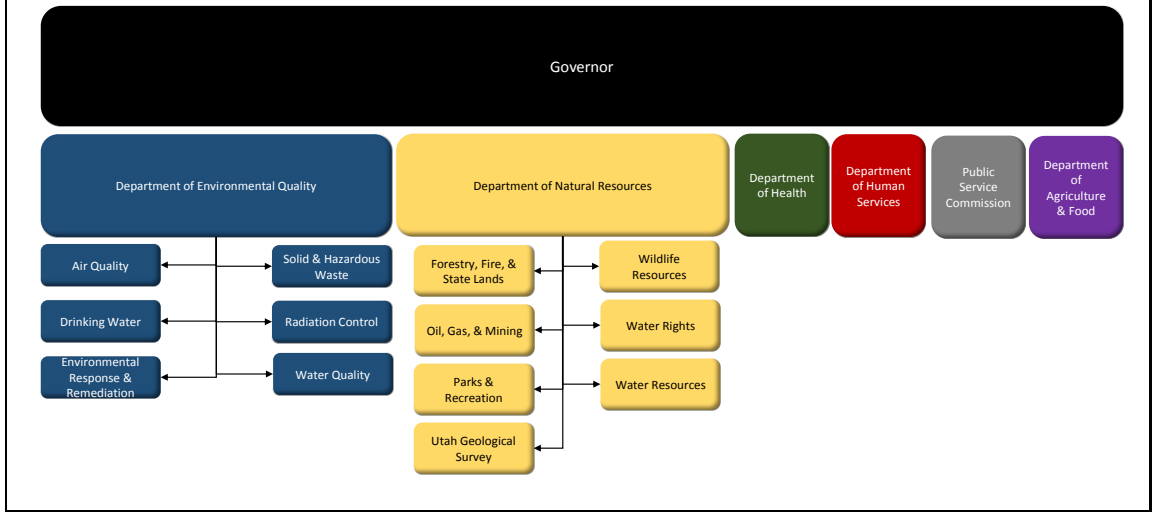 Governor
Department of Environmental Quality
Department of Natural Resources
Department
of Health
Department
of Human
Services
Public
Service
Commission
Department
of
Agriculture
& Food
Air Quality
Solid & Hazardous
Waste
Drinking Water
Radiation Control
Environmental
Response &
Remediation
Water Quality
Forestry, Fire, &
State Lands
Wildlife
Resources
Oil, Gas, & Mining
Water Rights
Parks &
Recreation
Water Resources
Utah Geological
Survey